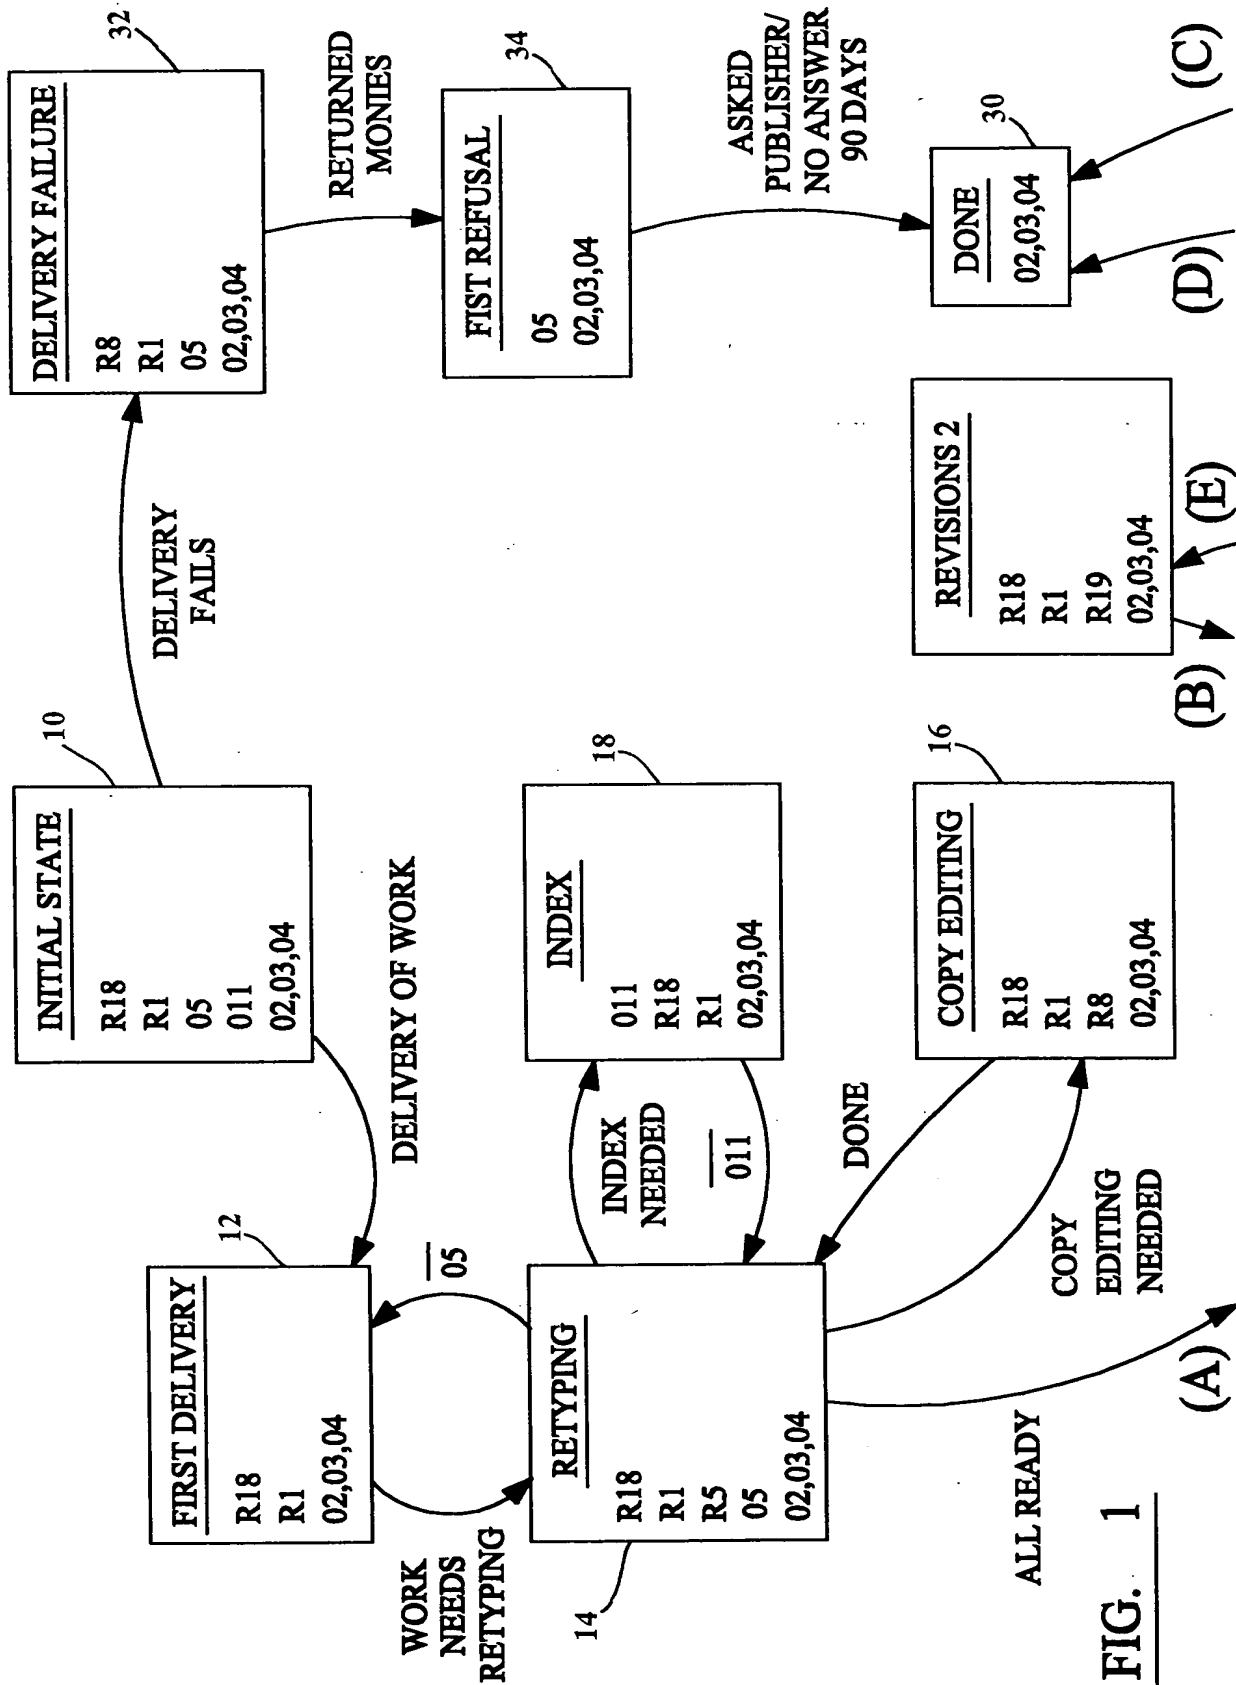 32
DELIVERY FAILURE
R8
R1
05
02,03,04
RETURNED
MONIES
34
FIST REFUSAL
05
02,03,04
ASKED
PUBLISHER/
NO ANSWER
90 DAYS
30
DONE
02,03,04
(C)
(D)
DELIVERY
FAILS
REVISIONS 2
R18
R1
R19
02,03,04
(E)
(B)
10
INITIAL STATE
R18
R1
05
011
02,03,04
DELIVERY OF WORK
18
INDEX
011
R18
R1
02,03,04
16
COPY EDITING
R18
R1
R8
02,03,04
INDEX
NEEDED
011
DONE
COPY
EDITING
NEEDED
12
FIRST DELIVERY
R18
R1
02,03,04
05
WORK
NEEDS
RETYPING
14
RETYPING
R18
R1
R5
05
02,03,04
ALL READY
(A)
FIG. 1